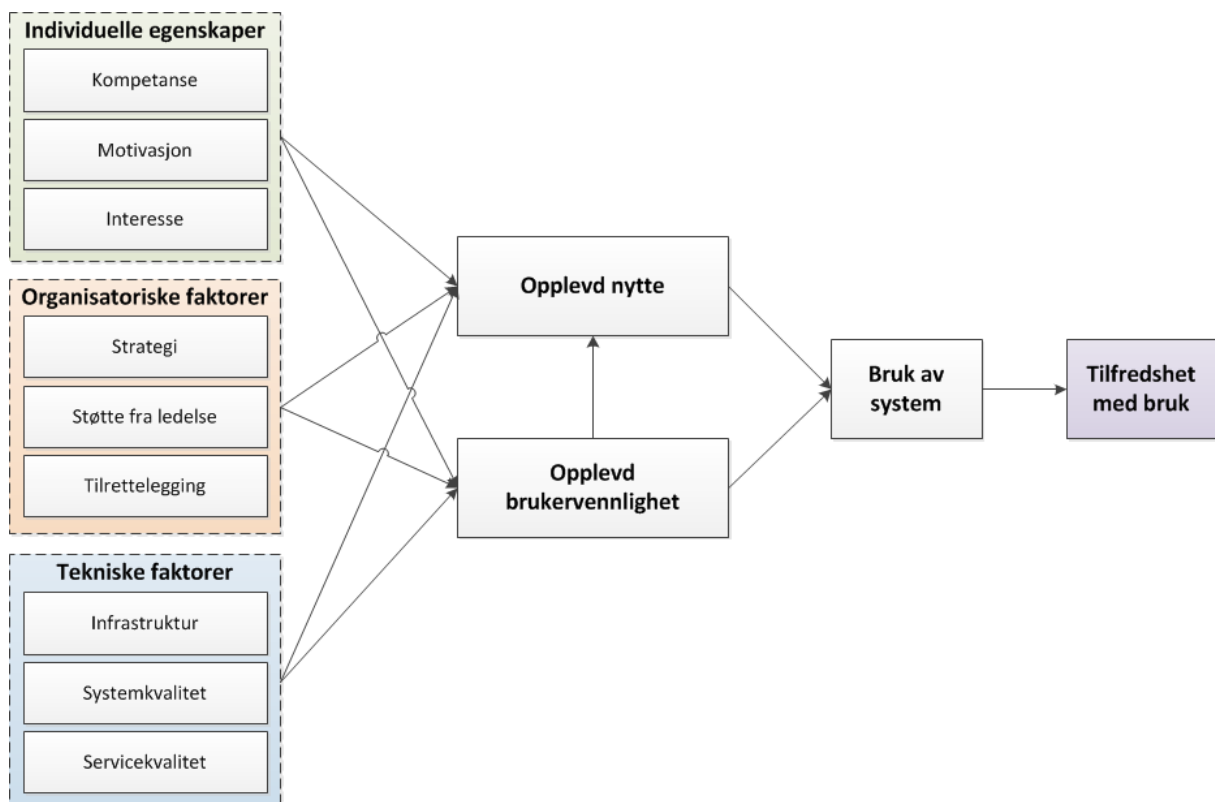 Individuelle egenskaper
Kompetanse
Motivasjon
Interesse
Organisatoriske faktorer
Strategi
Støtte fra ledelse
Tilrettelegging
Tekniske faktorer
Infrastruktur
Systemkvalitet
Servicekvalitet
Opplevd nytte
Opplevd
brukervennlighet
Bruk av
system
Tilfredshet
med bruk